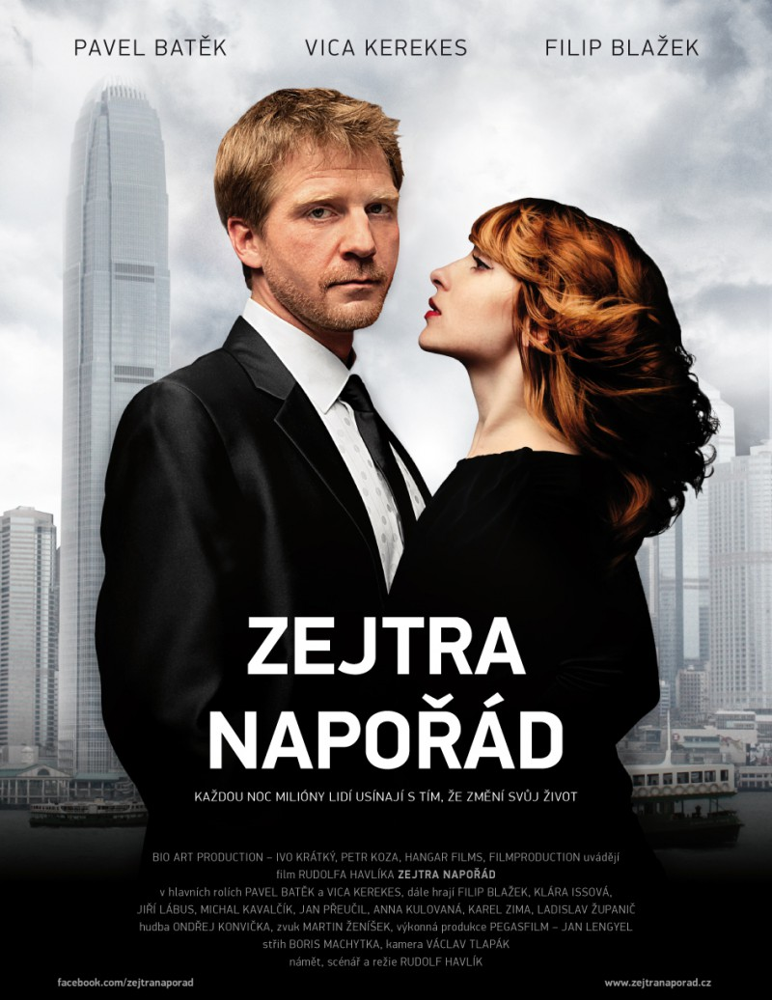 PAVEL BATĚK VICA KEREKES FILIP BLAŽEK
ZEJTRA
NAPOŘÁD
KAŽDOU NOC MILIÓNY LIDÍ USÍNAJÍ S TÍM, ŽE ZMĚNÍ SVŮJ ŽIVOT
BIO ART PRODUCTION – IVO KRÁTKÝ, PETR KOZA, HANGAR FILMS, FILMPRODUCTION uvádějí
film RUDOLFA HAVLÍKA ZEJTRA NAPOŘÁD
v hlavních rolích PAVEL BATĚK a VICA KEREKES, dále hrají FILIP BLAŽEK, KLÁRA ISSOVÁ,
JIŘÍ LÁBUS, MICHAL KAVALČÍK, JAN PŘEUČIL, ANNA KULOVANÁ, KAREL ZIMA, LADISLAV ŽUPANIČ
hudba ONDŘEJ KONVIČKA, zvuk MARTIN ŽENÍŠEK, výkonná produkce PEGASFILM – JAN LENGYEL
střih BORIS MACHYTKA, kamera VÁCLAV TLAPÁK
námět, scénář a režie RUDOLF HAVLÍK
facebook.com/zejtranaporad www.zejtranaporad.cz